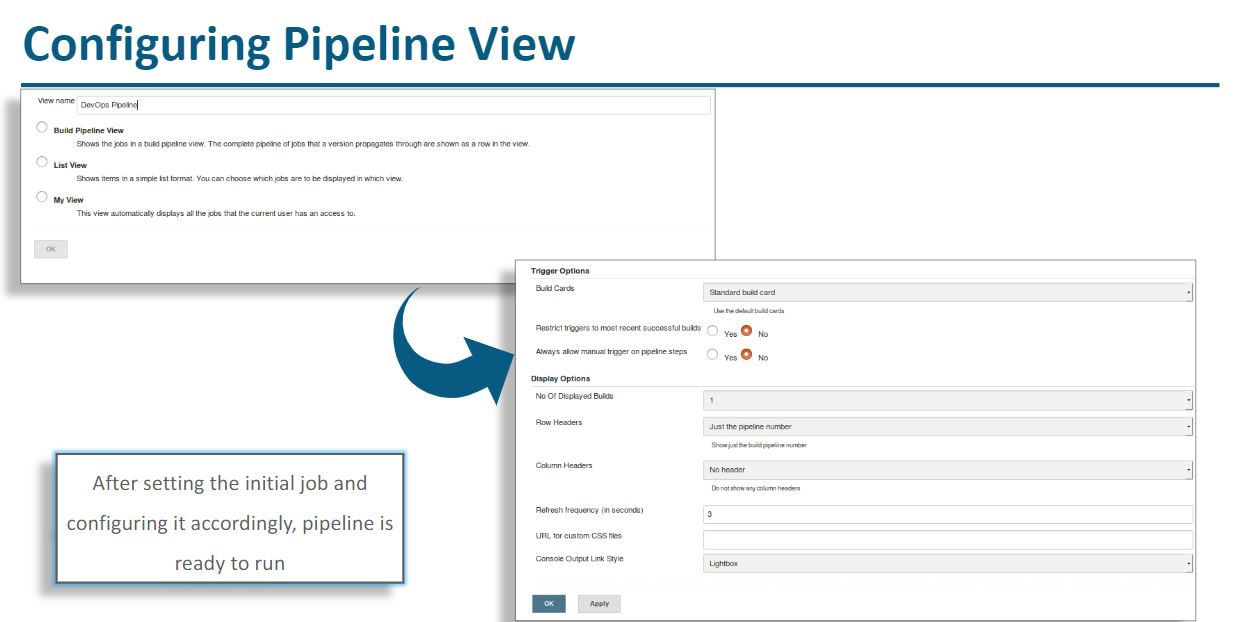 Configuring Pipeline View
View name DevOps Pipeline
Build Pipeline View
Shows the jobs in a build pipeline view. The complete pipeline of jobs that a version propagates through are shown as a row in the view.
List View
Shows items in a simple list format. You can choose which jobs are to be displayed in which view.
My View
This view automatically displays all the jobs that the current user has an access to.
OK
Trigger Options
Build Cards Standard build card
Use the default build cards
Restrict triggers to most recent successful builds Yes No
Always allow manual trigger on pipeline steps Yes No
Display Options
No Of Displayed Builds 1
Row Headers Just the pipeline number
Show just the build pipeline number
Column Headers No header
Do not show any column headers
Refresh frequency (in seconds) 3
URL for custom CSS files
Console Output Link Style Lightbox
OK Apply
After setting the initial job and
configuring it accordingly, pipeline is
ready to run